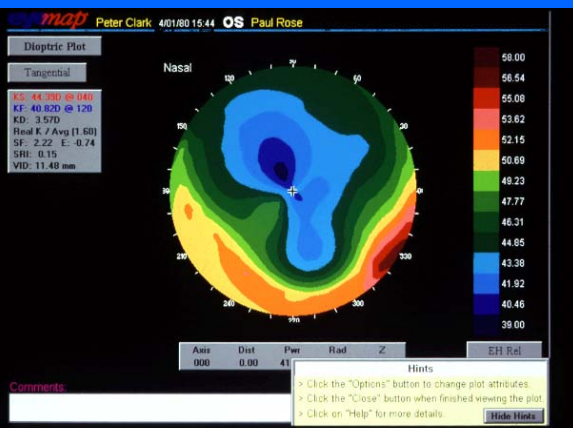 eyemap Peter Clark 4/01/80 15:44 OS Paul Rose
Dioptric Plot
Tangential
KS: 44.39D @ 040
KF: 40.82D @ 120
KD: 3.57D
Real K / Avg (1.60)
SF: 2.22 E: -0.74
SRI: 0.15
VID: 11.48 mm
Nasal
120
150
180
210
240
270
300
330
30
58.00
56.54
55.08
53.62
52.15
50.69
49.23
47.77
46.31
44.85
43.38
41.92
40.46
39.00
Axis Dist Pwr Rad Z
008 0.00
EH Rel
Hints
> Click the "Options" button to change plot attributes.
> Click the "Close" button when finished viewing the plot.
> Click on "Help" for more details.
Hide Hints
Comments: